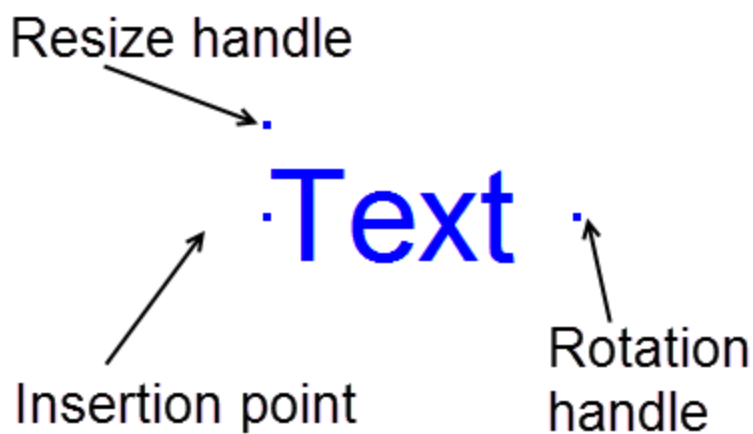 Resize handle
Text
Insertion point
Rotation
handle